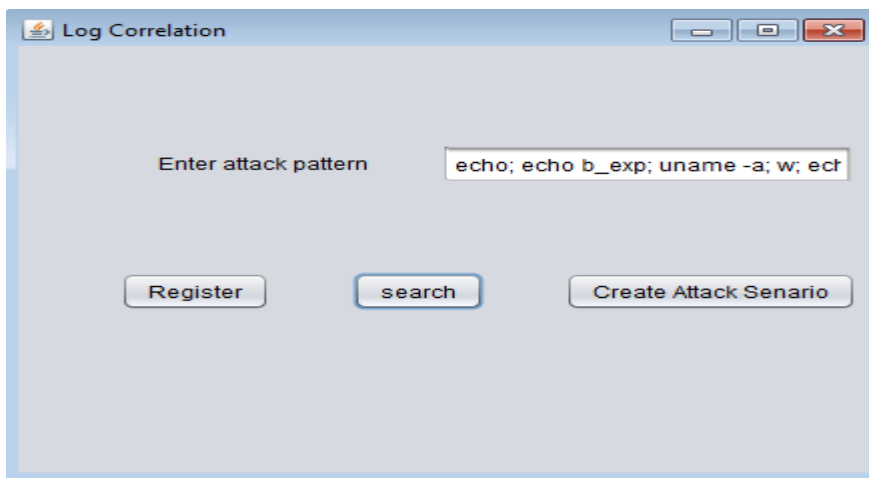 Log Correlation
Enter attack pattern
echo; echo b_exp; uname -a; w; ech
Register
search
Create Attack Senario